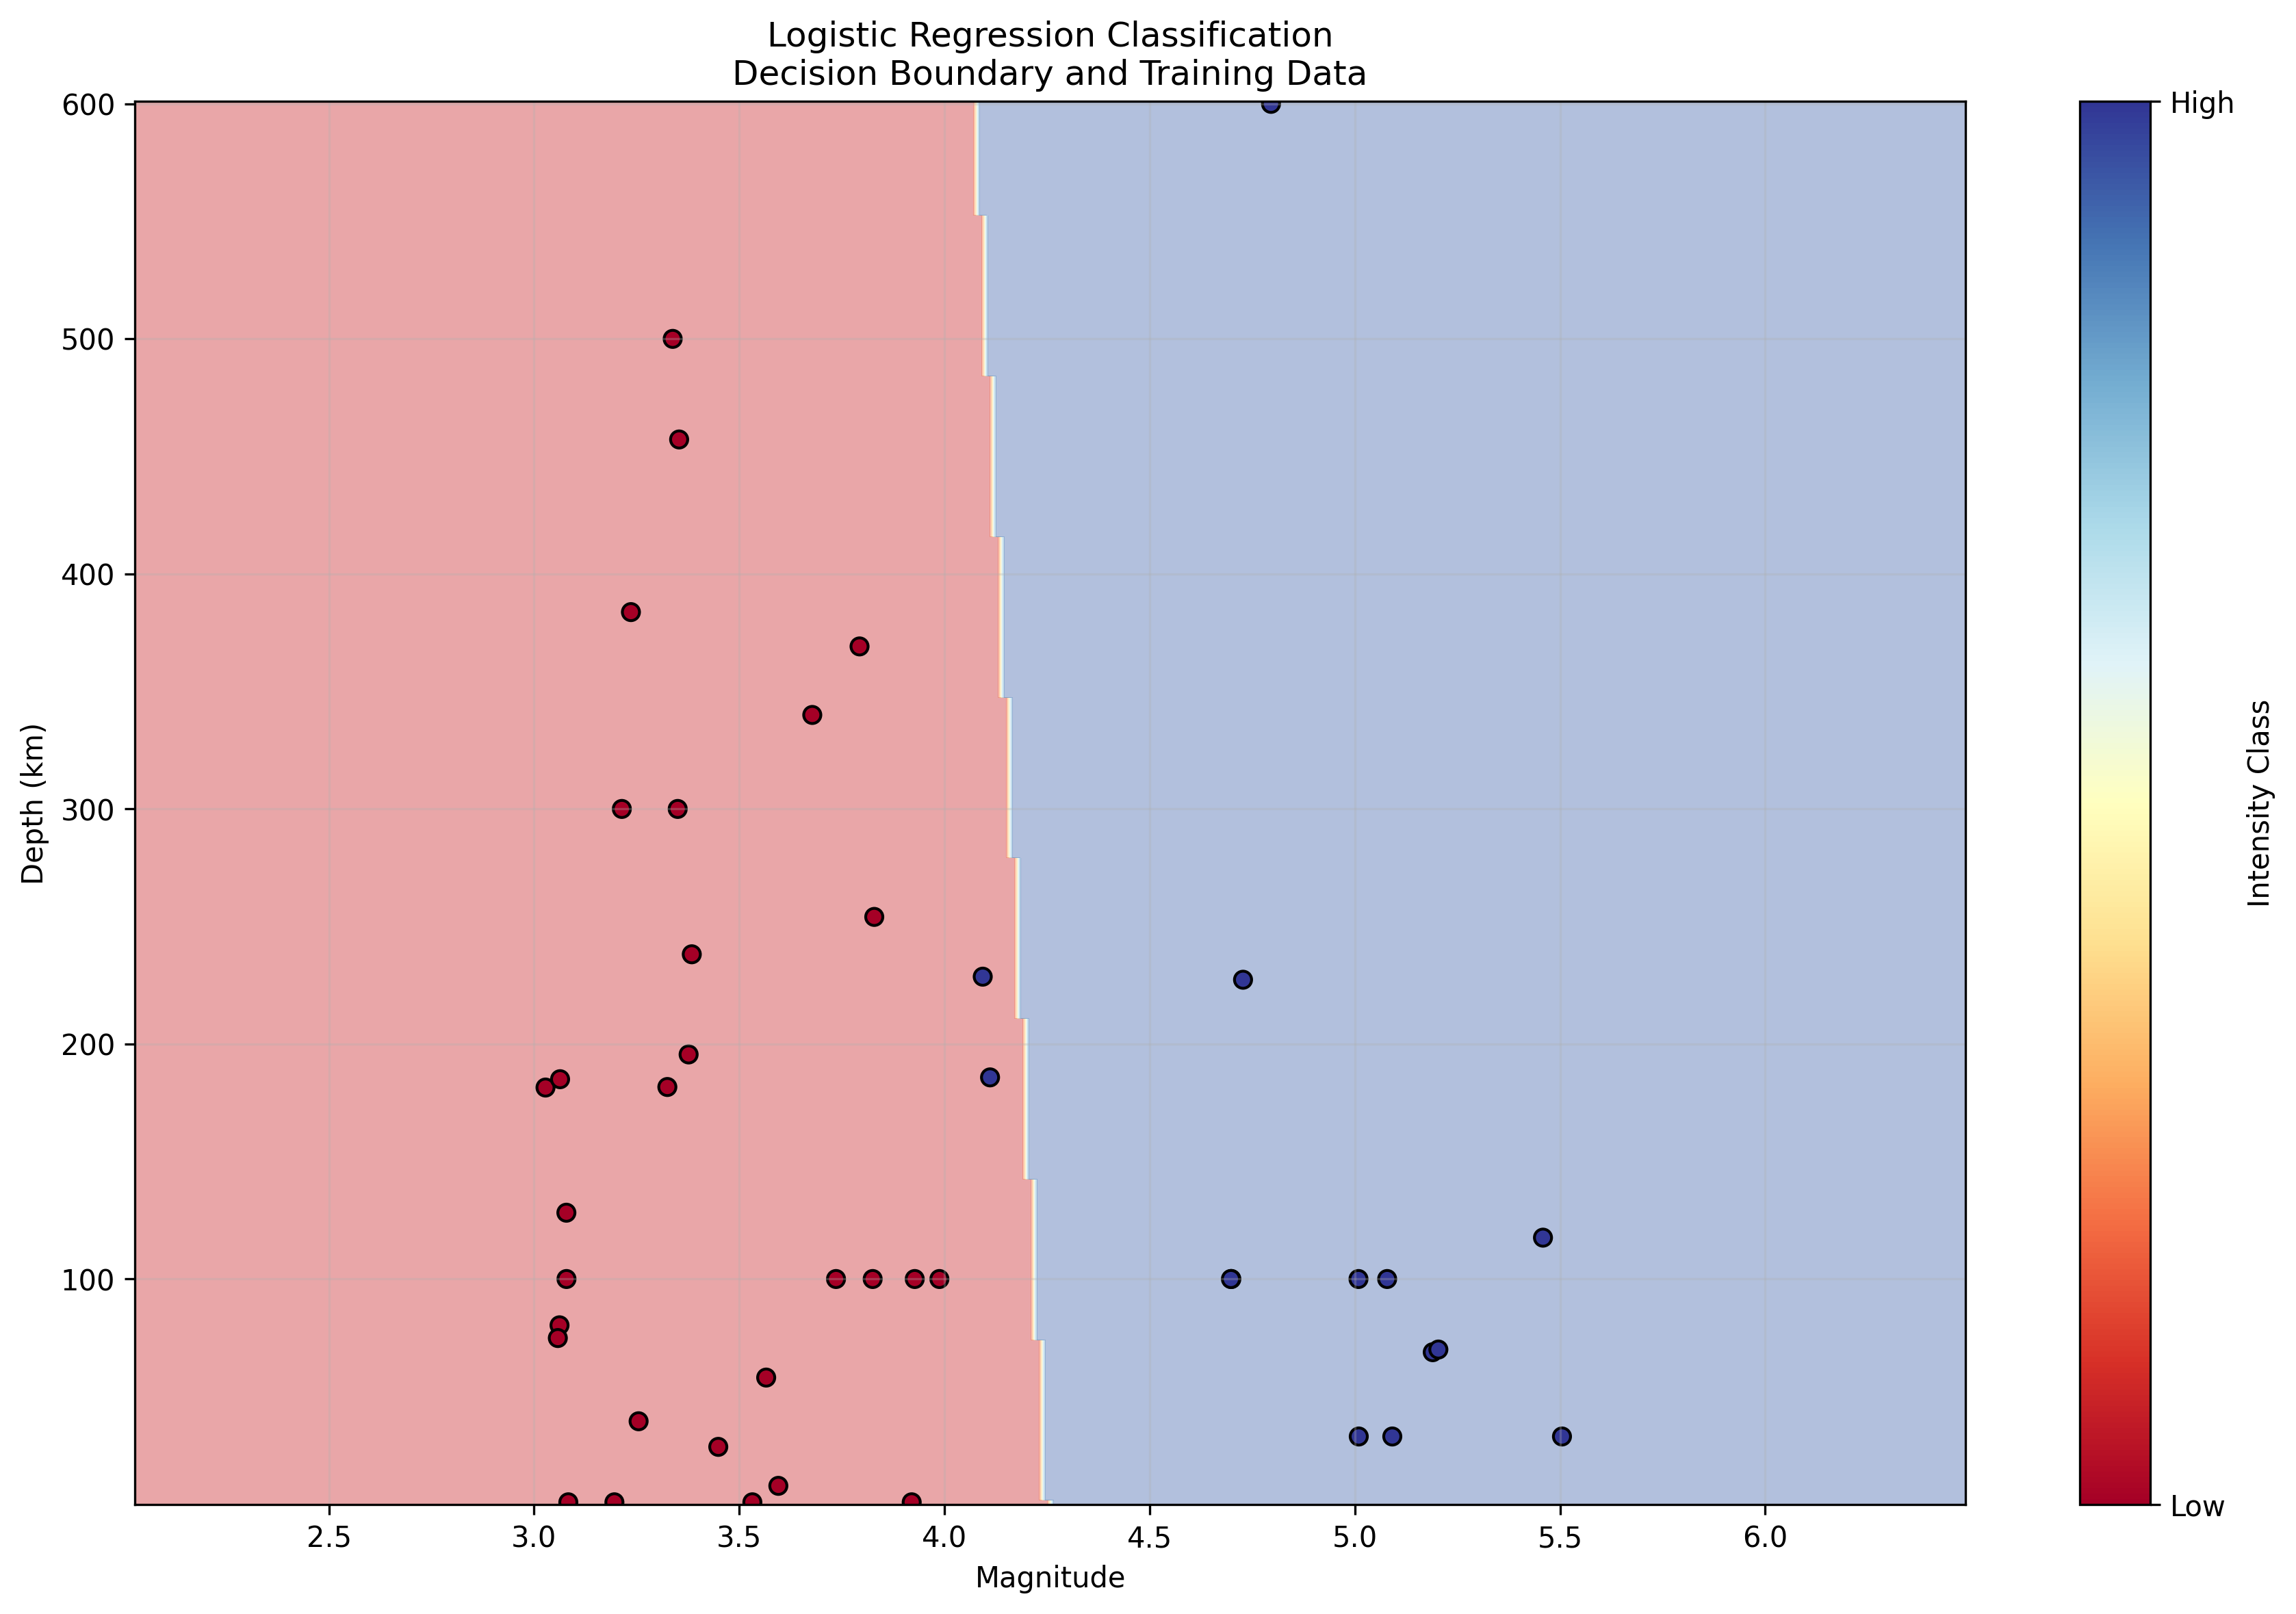 Logistic Regression Classification
Decision Boundary and Training Data
600
500
400
300
200
100
Depth (km)
2.5 3.0 3.5 4.0 4.5 5.0 5.5 6.0
Magnitude
High
Low
Intensity Class